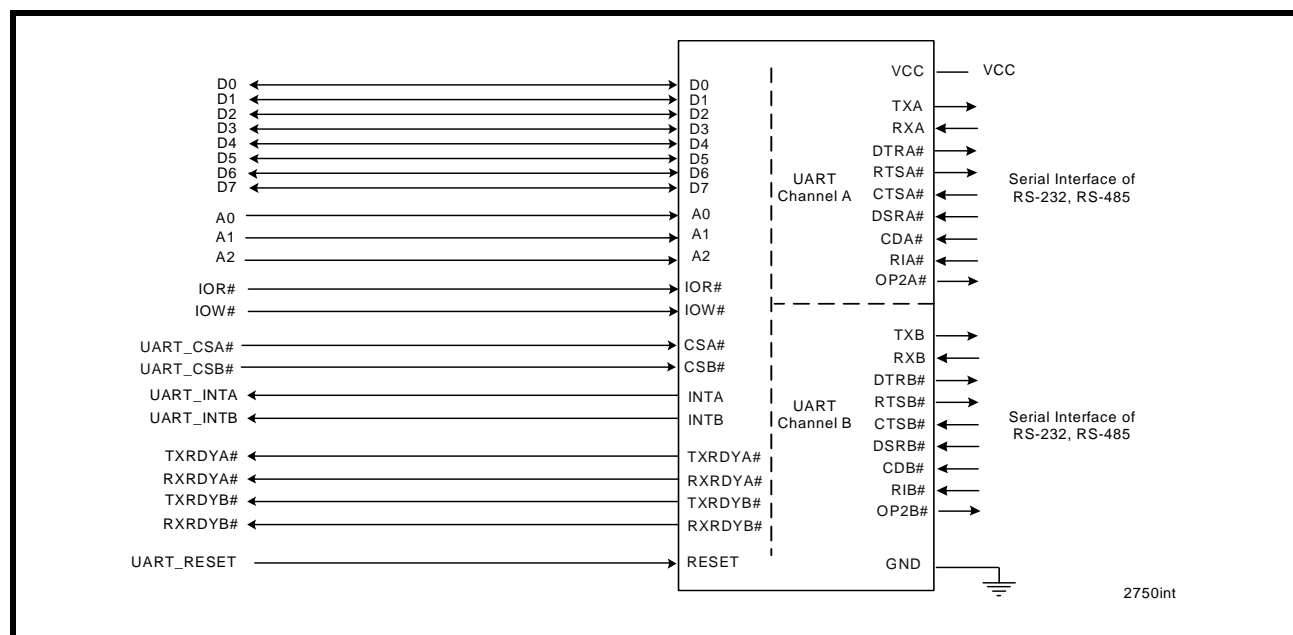 D0 D0
D1 D1
D2 D2
D3 D3
D4 D4
D5 D5
D6 D6
D7 D7
A0 A0
A1 A1
A2 A2
IOR# IOR#
IOW# IOW#
UART_CSA# CSA#
UART_CSB# CSB#
UART_INTA INTA
UART_INTB INTB
TXRDYA# TXRDYA#
RXRDYA# RXRDYA#
TXRDYB# TXRDYB#
RXRDYB# RXRDYB#
UART_RESET RESET
UART
Channel A
UART
Channel B
VCC VCC
TXA
RXA
DTRA#
RTSA#
CTSA#
DSRA#
CDA#
RIA#
OP2A#
Serial Interface of
RS-232, RS-485
TXB
RXB
DTRB#
RTSB#
CTSB#
DSRB#
CDB#
RIB#
OP2B#
Serial Interface of
RS-232, RS-485
GND
2750int